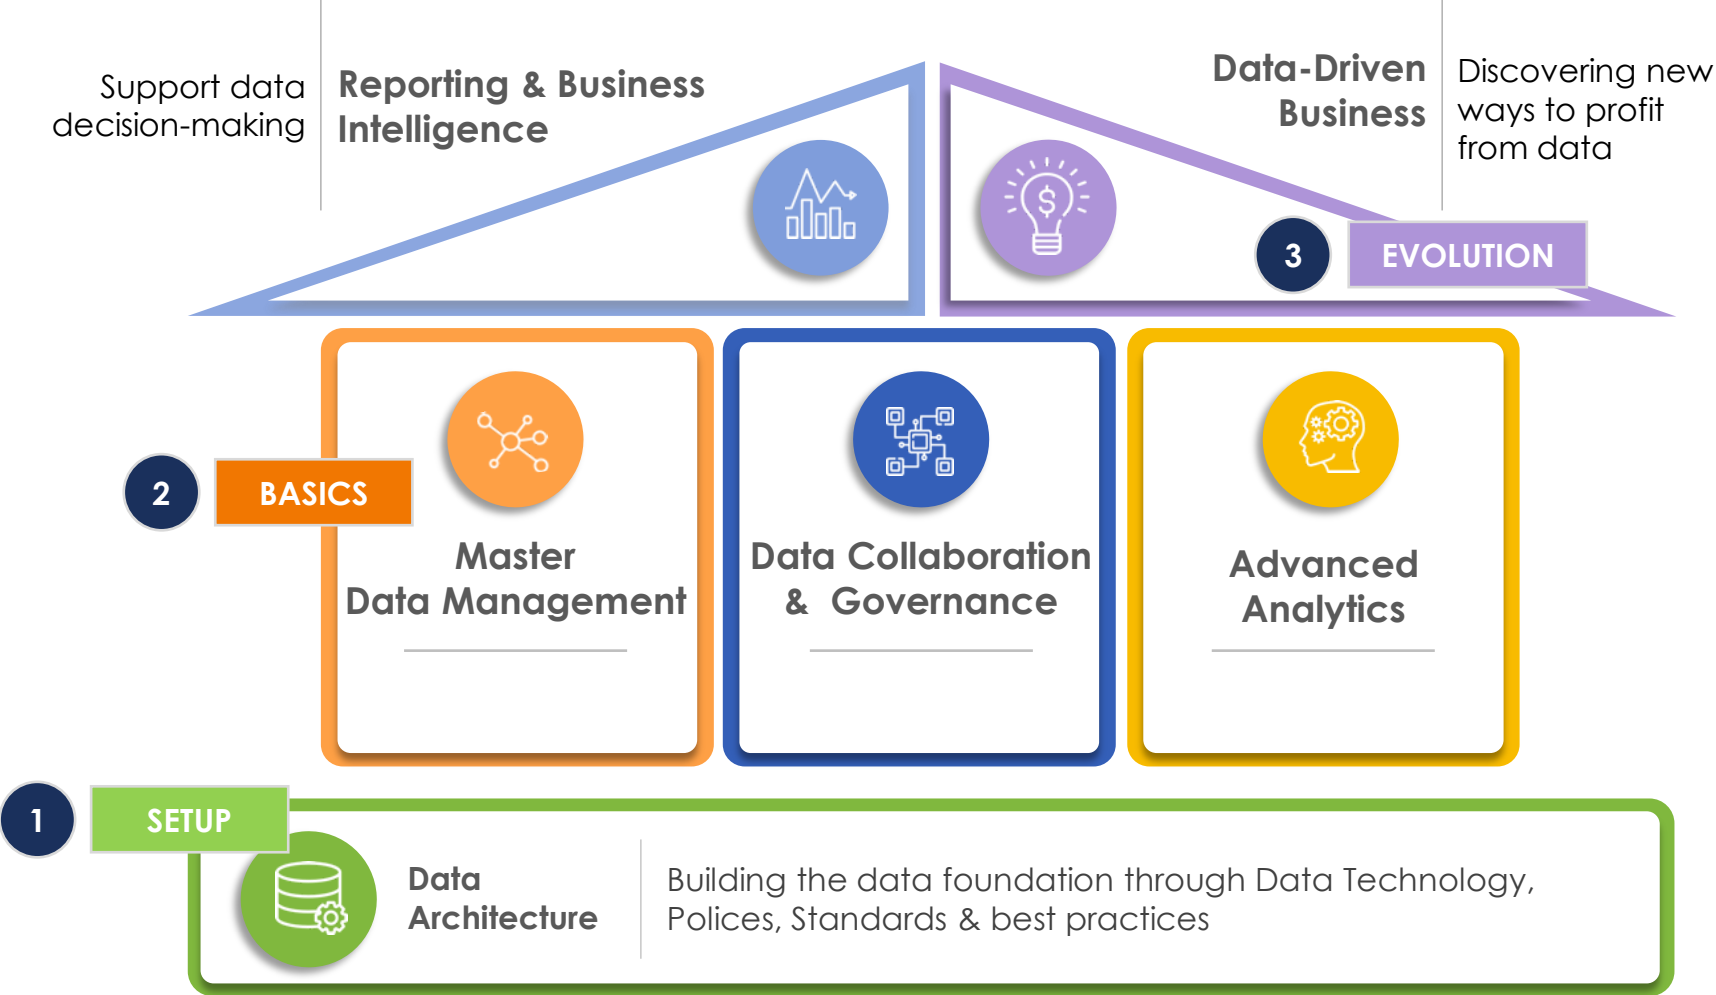 Support data
decision-making
Reporting & Business
Intelligence
Data-Driven
Business
Discovering new
ways to profit
from data
3
EVOLUTION
2
BASICS
Master
Data Management
Data Collaboration
& Governance
Advanced
Analytics
1
SETUP
Data
Architecture
Building the data foundation through Data Technology,
Polices, Standards & best practices